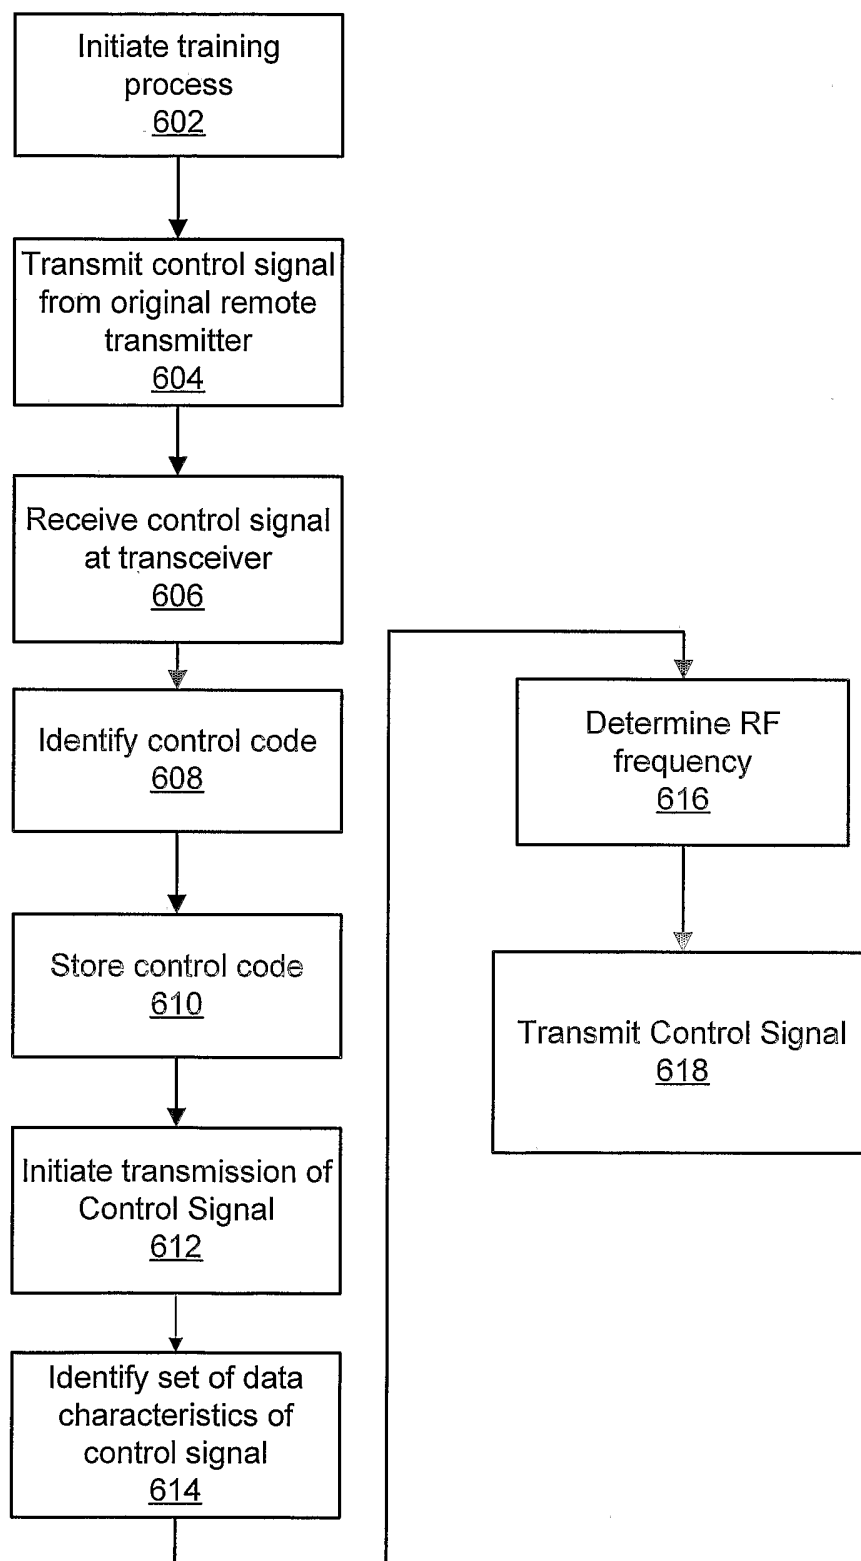 Initiate training
process
602
Transmit control signal
from original remote
transmitter
604
Receive control signal
at transceiver
606
Identify control code
608
Store control code
610
Initiate transmission of
Control Signal
612
Identify set of data
characteristics of
control signal
614
Determine RF
frequency
616
Transmit Control Signal
618